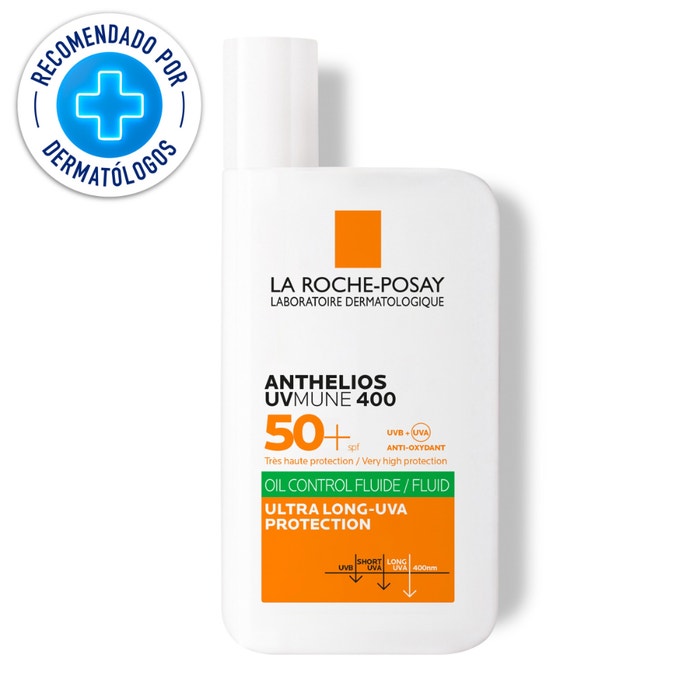 RECOMENDADO POR
DERMATÓLOGOS
LA ROCHE-POSAY
LABORATOIRE DERMATOLOGIQUE
ANTHELIOS
UVMUNE 400
50+ spf
UVB + UVA
ANTI-OXYDANT
Très haute protection / Very high protection
OIL CONTROL FLUIDE / FLUID
ULTRA LONG-UVA
PROTECTION
UVB SHORT UVA LONG UVA 400nm